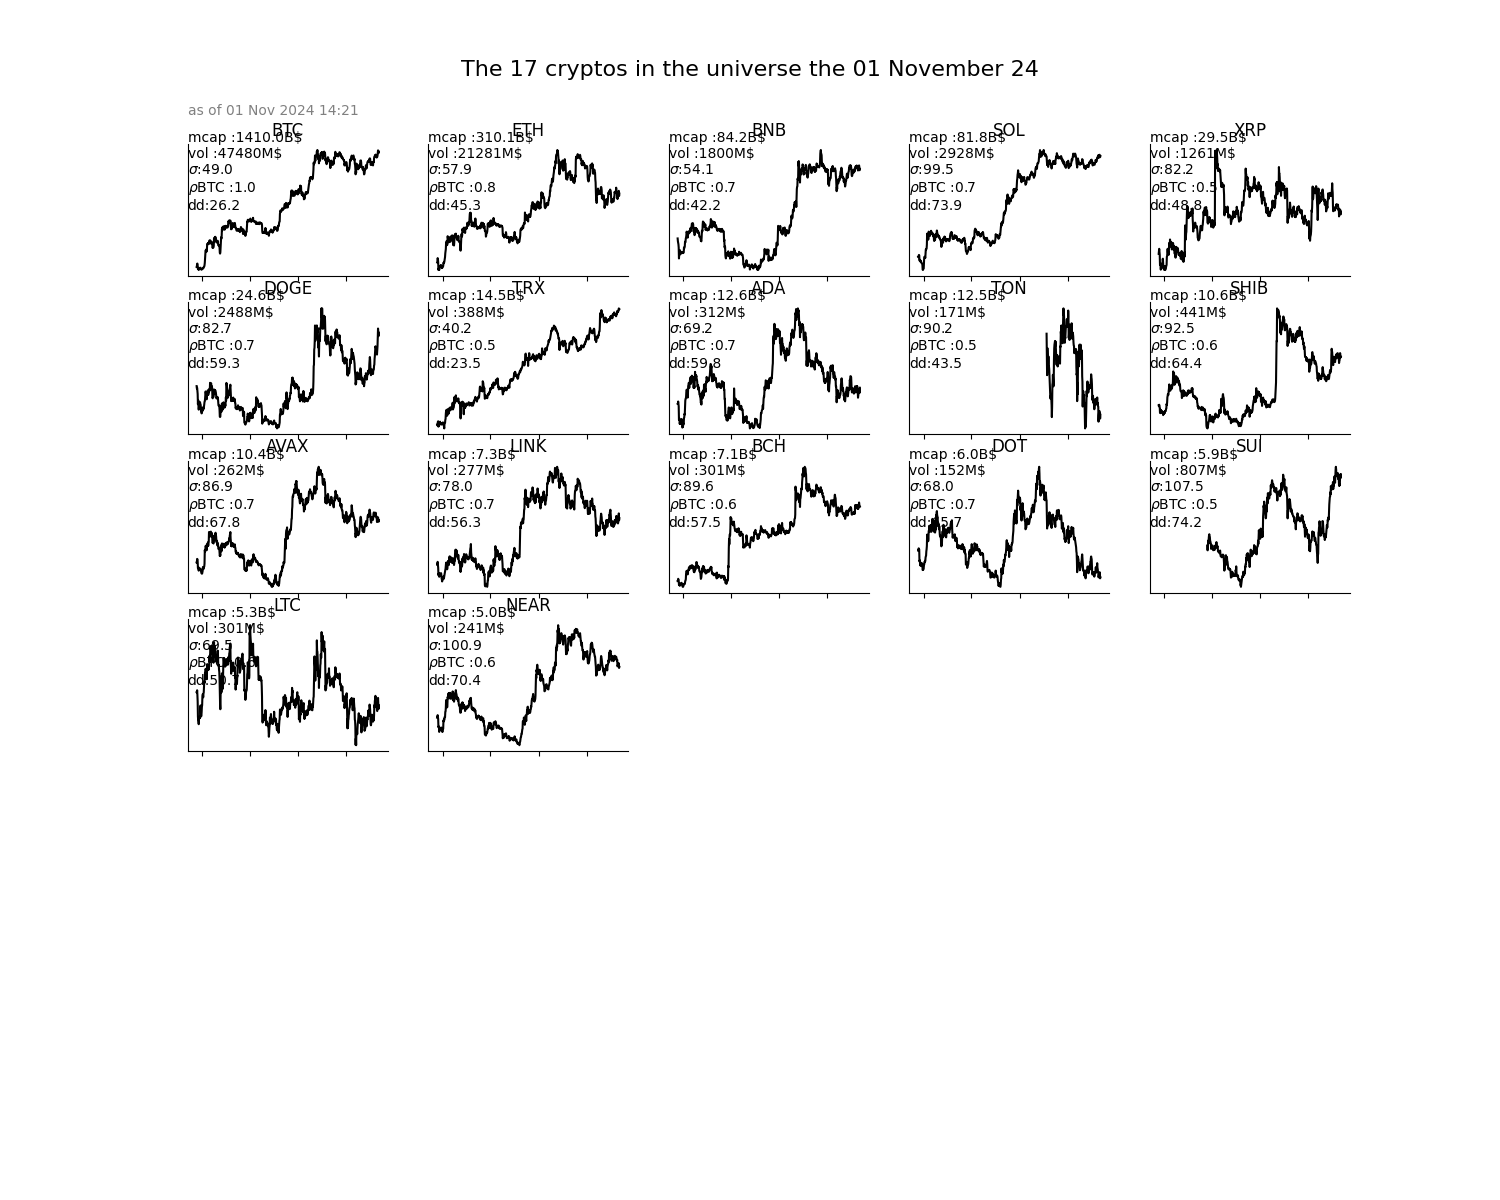 The 17 cryptos in the universe the 01 November 24
as of 01 Nov 2024 14:21
BTC
mcap :1410.0B$
vol :47480M$
σ:49.0
ρBTC :1.0
dd:26.2
ETH
mcap :310.1B$
vol :21281M$
σ:57.9
ρBTC :0.8
dd:45.3
BNB
mcap :84.2B$
vol :1800M$
σ:54.1
ρBTC :0.7
dd:42.2
SOL
mcap :81.8B$
vol :2928M$
σ:99.5
ρBTC :0.7
dd:73.9
XRP
mcap :29.5B$
vol :1261M$
σ:82.2
ρBTC :0.5
dd:48.8
DOGE
mcap :24.6B$
vol :2488M$
σ:82.7
ρBTC :0.7
dd:59.3
TRX
mcap :14.5B$
vol :388M$
σ:40.2
ρBTC :0.5
dd:23.5
ADA
mcap :12.6B$
vol :312M$
σ:69.2
ρBTC :0.7
dd:59.8
TON
mcap :12.5B$
vol :171M$
σ:90.2
ρBTC :0.5
dd:43.5
SHIB
mcap :10.6B$
vol :441M$
σ:92.5
ρBTC :0.6
dd:64.4
AVAX
mcap :10.4B$
vol :262M$
σ:86.9
ρBTC :0.7
dd:67.8
LINK
mcap :7.3B$
vol :277M$
σ:78.0
ρBTC :0.7
dd:56.3
BCH
mcap :7.1B$
vol :301M$
σ:89.6
ρBTC :0.6
dd:57.5
DOT
mcap :6.0B$
vol :152M$
σ:68.0
ρBTC :0.7
SUI
mcap :5.9B$
vol :807M$
σ:107.5
ρBTC :0.5
dd:74.2
LTC
mcap :5.3B$
vol :301M$
NEAR
mcap :5.0B$
vol :241M$
σ:100.9
ρBTC :0.6
dd:70.4